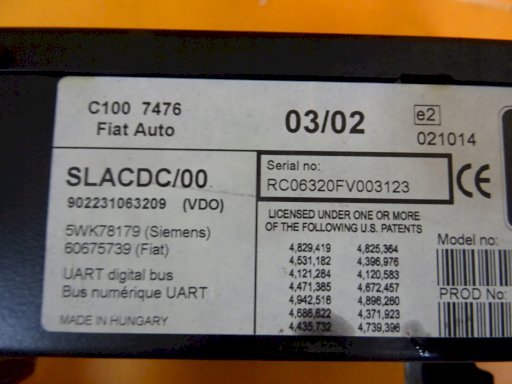 C100 7476
Fiat Auto
03/02
e2
021014
SLACDC/00
902231063209 (VDO)
5WK78179 (Siemens)
60675739 (Fiat)
UART digital bus
Bus numérique UART
MADE IN HUNGARY
Serial no:
RC06320FV003123
CE
LICENSED UNDER ONE OR MORE
OF THE FOLLOWING U.S. PATENTS
4,829,419 4,825,364
4,531,182 4,396,976
4,121,284 4,120,583
4,471,385 4,672,457
4,942,516 4,896,260
4,686,622 4,371,923
4,435,732 4,739,396
Model no:
PROD No: